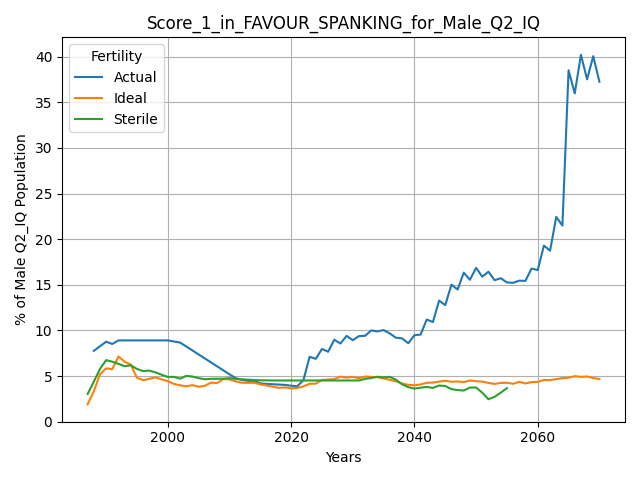 Score_1_in_FAVOUR_SPANKING_for_Male_Q2_IQ
Fertility
Actual
Ideal
Sterile
% of Male Q2_IQ Population
40
35
30
25
20
15
10
5
0
2000
2020
2040
2060
Years